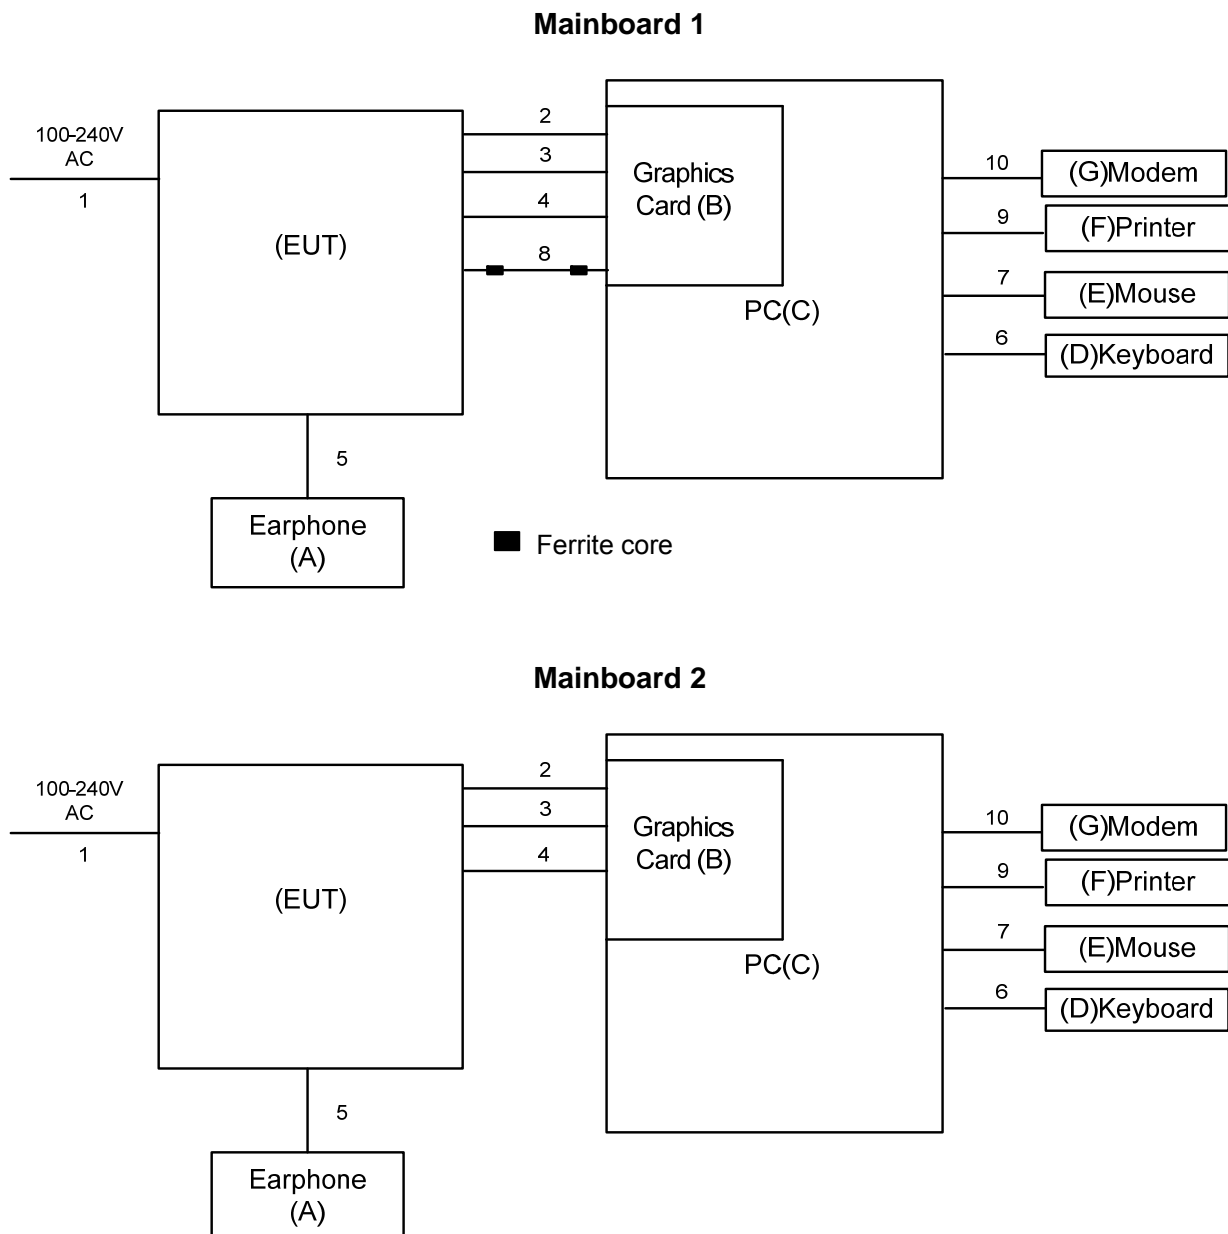 Mainboard 1
100-240V
AC
1
(EUT)
2
3
4
8
Graphics
Card (B)
PC(C)
10
(G)Modem
9
(F)Printer
7
(E)Mouse
6
(D)Keyboard
5
Earphone
(A)
Ferrite core
Mainboard 2
100-240V
AC
1
(EUT)
2
3
4
Graphics
Card (B)
PC(C)
10
(G)Modem
9
(F)Printer
7
(E)Mouse
6
(D)Keyboard
5
Earphone
(A)